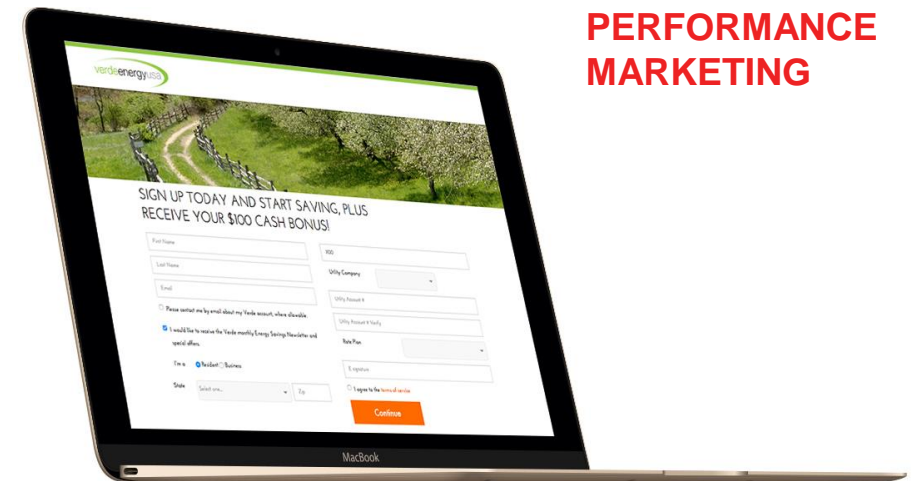 PERFORMANCE
MARKETING
verdeenergyusa
SIGN UP TODAY AND START SAVING, PLUS
RECEIVE YOUR $100 CASH BONUS!
First Name
Last Name
Email
Please contact me by email about my Verde account, where allowable.
I would like to receive the Verde monthly Energy Savings Newsletter and
special offers.
I'm a Resident Business
State Select one... Zip
Utility Company
Utility Account #
Utility Account # Verify
Rate Plan
E-signature
I agree to the terms of service
Continue
MacBook